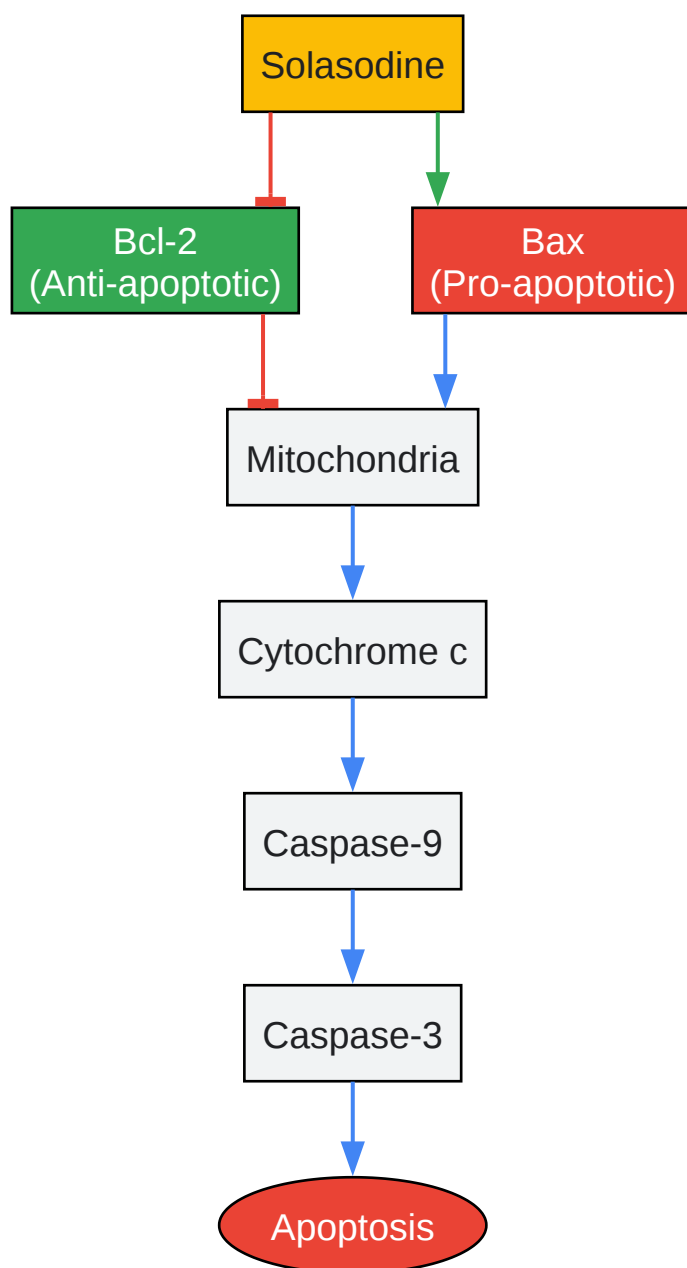 Solasodine
Bcl-2
(Anti-apoptotic)
Bax
(Pro-apoptotic)
Mitochondria
Cytochrome c
Caspase-9
Caspase-3
Apoptosis